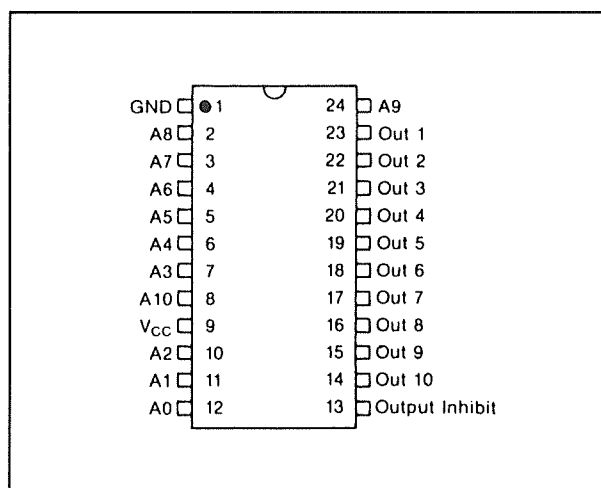 GND 1 24 A9
A8 2 23 Out 1
A7 3 22 Out 2
A6 4 21 Out 3
A5 5 20 Out 4
A4 6 19 Out 5
A3 7 18 Out 6
A10 8 17 Out 7
VCC 9 16 Out 8
A2 10 15 Out 9
A1 11 14 Out 10
A0 12 13 Output Inhibit